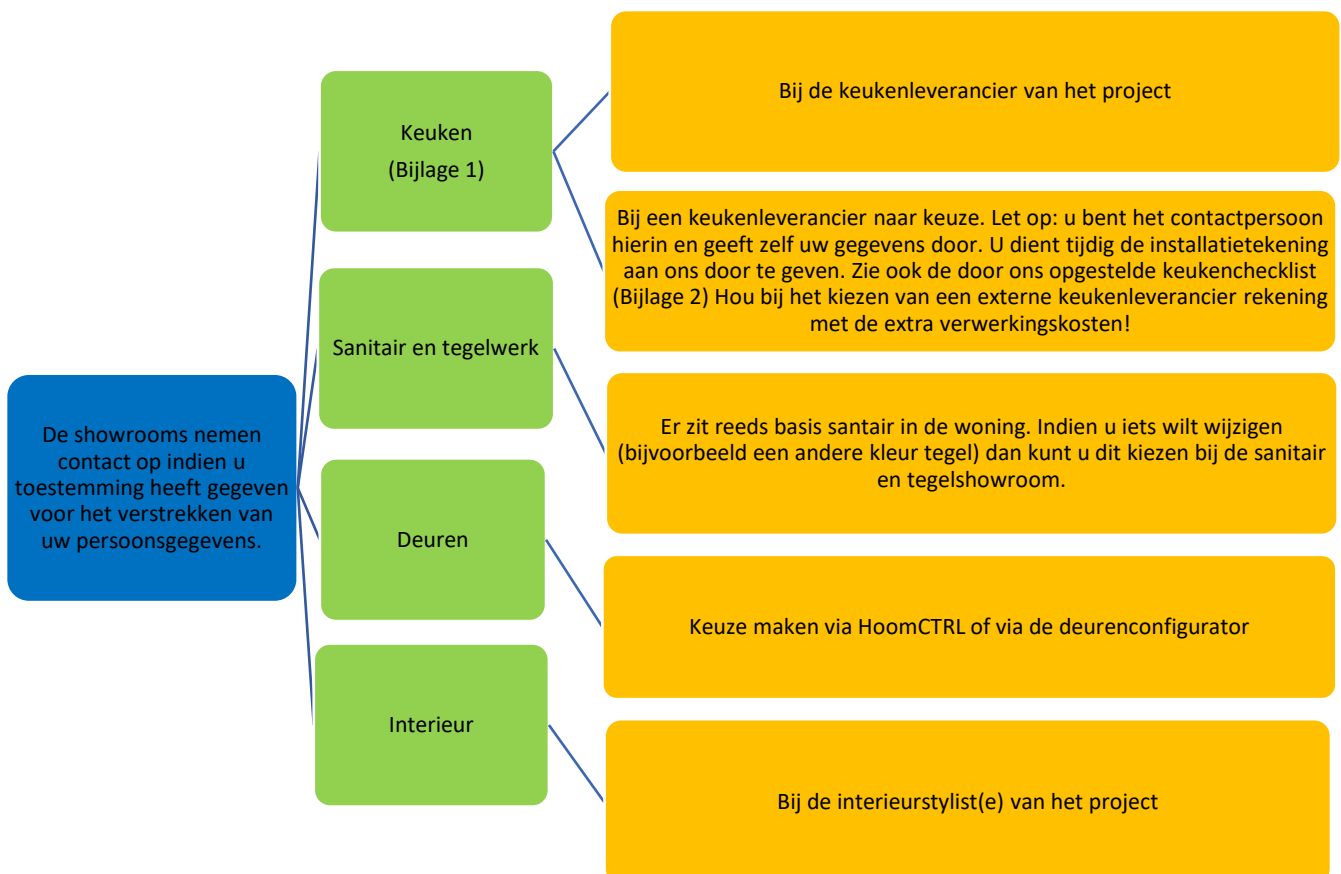 De showrooms nemen
contact op indien u
toestemming heeft gegeven
voor het verstrekken van
uw persoonsgegevens.
Keuken
(Bijlage 1)
Bij de keukenleverancier van het project
Bij een keukenleverancier naar keuze. Let op: u bent het contactpersoon
hierin en geeft zelf uw gegevens door. U dient tijdig de installatietekening
aan ons door te geven. Zie ook de door ons opgestelde keukenchecklist
(Bijlage 2) Hou bij het kiezen van een externe keukenleverancier rekening
met de extra verwerkingskosten!
Sanitair en tegelwerk
Er zit reeds basis santair in de woning. Indien u iets wilt wijzigen
(bijvoorbeeld een andere kleur tegel) dan kunt u dit kiezen bij de sanitair
en tegelshowroom.
Deuren
Keuze maken via HoomCTRL of via de deurenconfigurator
Interieur
Bij de interieurstylist(e) van het project